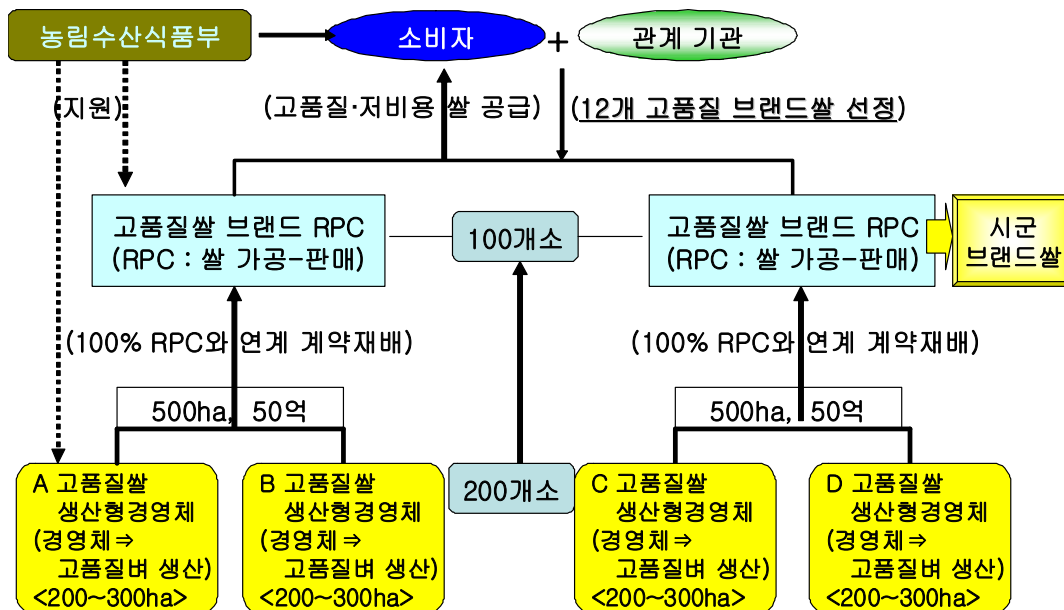 농림수산식품부
소비자
+
관계 기관
(지원)
(고품질·저비용 쌀 공급)
(12개 고품질 브랜드쌀 선정)
고품질쌀 브랜드 RPC
(RPC : 쌀 가공-판매)
100개소
고품질쌀 브랜드 RPC
(RPC : 쌀 가공-판매)
시군
브랜드쌀
(100% RPC와 연계 계약재배)
(100% RPC와 연계 계약재배)
500ha, 50억
500ha, 50억
A 고품질쌀
생산형경영체
(경영체⇒
고품질벼 생산)
<200~300ha>
B 고품질쌀
생산형경영체
(경영체⇒
고품질벼 생산)
<200~300ha>
200개소
C 고품질쌀
생산형경영체
(경영체⇒
고품질벼 생산)
<200~300ha>
D 고품질쌀
생산형경영체
(경영체⇒
고품질벼 생산)
<200~300ha>